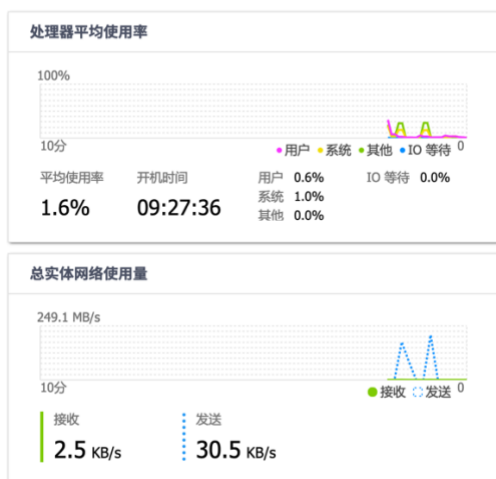 处理器平均使用率
100%
10分 0
用户 系统 其他 IO 等待
平均使用率 开机时间 用户 0.6% IO 等待 0.0%
系统 1.0%
1.6% 09:27:36
其他 0.0%
总实体网络使用量
249.1 MB/s
10分 0
接收 发送
接收 发送
2.5 KB/s 30.5 KB/s